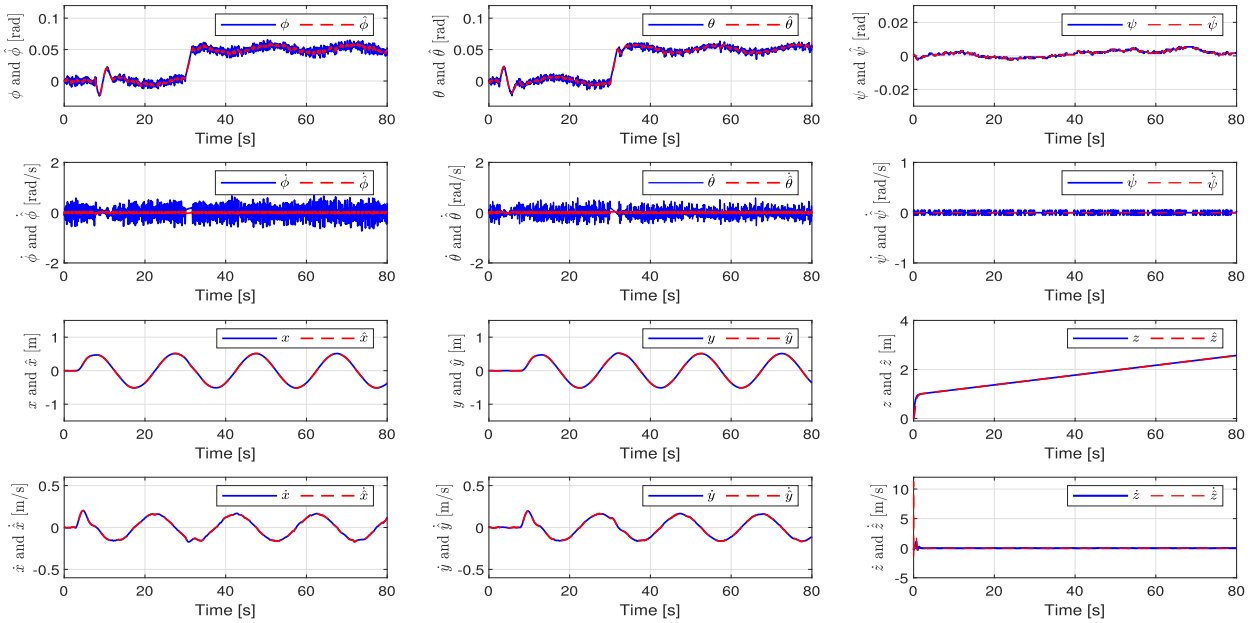 ϕ and ϕ̂ [rad]
0.1
0.05
0
ϕ ϕ̂
0 20 40 60 80
Time [s]
θ and θ̂ [rad]
0.1
0.05
0
θ θ̂
0 20 40 60 80
Time [s]
ψ and ψ̂ [rad]
0.02
0
-0.02
ψ ψ̂
0 20 40 60 80
Time [s]
ϕ̇ and ϕ̂̇ [rad/s]
2
0
-2
ϕ̇ ϕ̂̇
0 20 40 60 80
Time [s]
θ̇ and θ̂̇ [rad/s]
2
0
-2
θ̇ θ̂̇
0 20 40 60 80
Time [s]
ψ̇ and ψ̂̇ [rad/s]
1
0
-1
ψ̇ ψ̂̇
0 20 40 60 80
Time [s]
x and x̂ [m]
1
0
-1
x x̂
0 20 40 60 80
Time [s]
y and ŷ [m]
1
0
-1
y ŷ
0 20 40 60 80
Time [s]
z and ẑ [m]
4
2
0
z ẑ
0 20 40 60 80
Time [s]
ẋ and x̂̇ [m/s]
0.5
0
-0.5
ẋ x̂̇
0 20 40 60 80
Time [s]
ẏ and ŷ̇ [m/s]
0.5
0
-0.5
ẏ ŷ̇
0 20 40 60 80
Time [s]
ż and ẑ̇ [m/s]
10
5
0
-5
ż ẑ̇
0 20 40 60 80
Time [s]